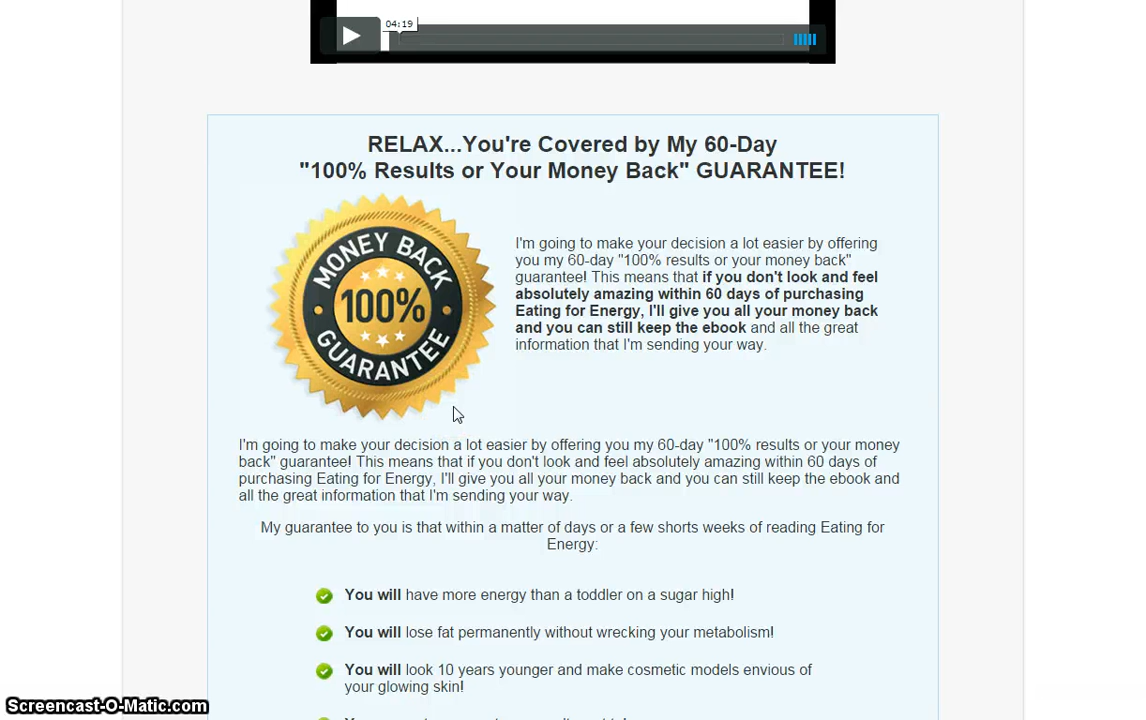 04:19
RELAX...You're Covered by My 60-Day
"100% Results or Your Money Back" GUARANTEE!
MONEY BACK
100%
GUARANTEE
I'm going to make your decision a lot easier by offering
you my 60-day "100% results or your money back"
guarantee! This means that if you don't look and feel
absolutely amazing within 60 days of purchasing
Eating for Energy, I'll give you all your money back
and you can still keep the ebook and all the great
information that I'm sending your way.
I'm going to make your decision a lot easier by offering you my 60-day "100% results or your money
back" guarantee! This means that if you don't look and feel absolutely amazing within 60 days of
purchasing Eating for Energy, I'll give you all your money back and you can still keep the ebook and
all the great information that I'm sending your way.
My guarantee to you is that within a matter of days or a few shorts weeks of reading Eating for
Energy:
You will have more energy than a toddler on a sugar high!
You will lose fat permanently without wrecking your metabolism!
You will look 10 years younger and make cosmetic models envious of
your glowing skin!
Screencast-O-Matic.com